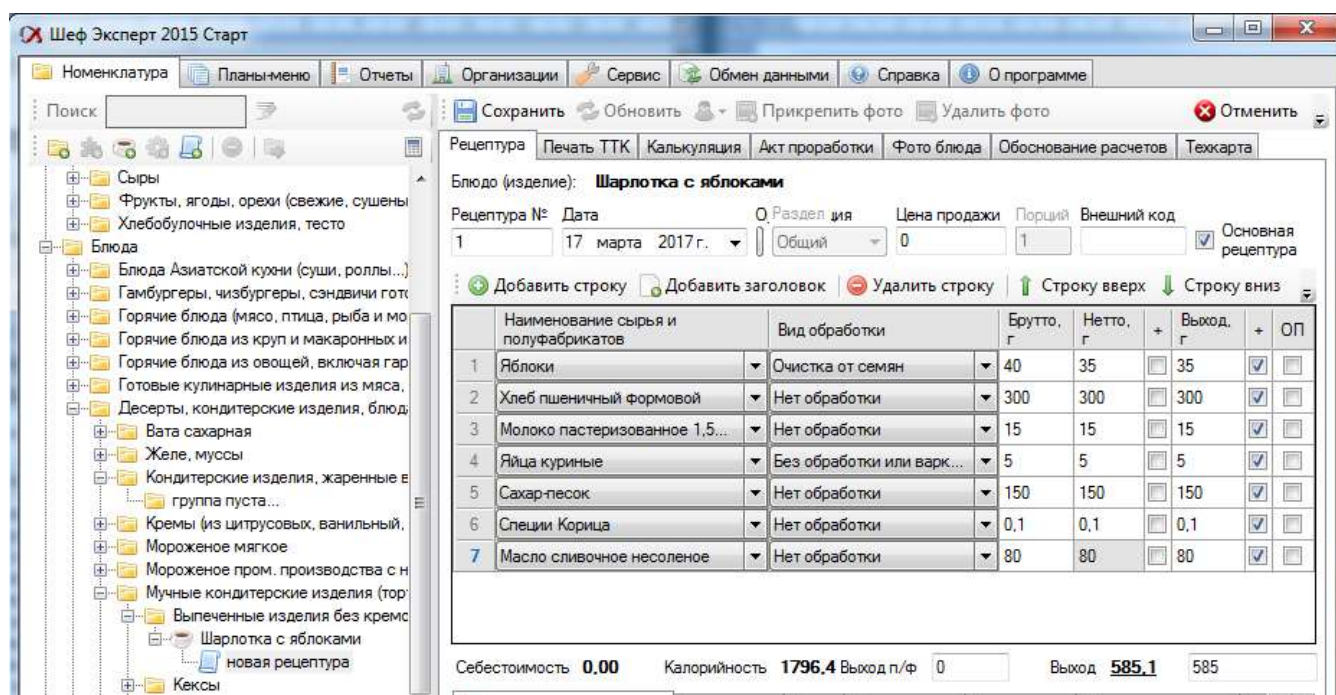 Шеф Эксперт 2015 Старт
Номенклатура Планы-меню Отчеты Организации Сервис Обмен данными Справка О программе
Поиск
Сохранить Обновить Прикрепить фото Удалить фото Отменить
Рецептура Печать ТТК Калькуляция Акт проработки Фото блюда Обоснование расчетов Техкарта
Сыры
Фрукты, ягоды, орехи (свежие, сушены
Хлебобулочные изделия, тесто
Блюда
Блюда Азиатской кухни (суши, роллы...)
Гамбургеры, чизбургеры, сэндвичи гото
Горячие блюда (мясо, птица, рыба и мо
Горячие блюда из круп и макаронных и
Горячие блюда из овощей, включая гар
Готовые кулинарные изделия из мяса,
Десерты, кондитерские изделия, блюд
Вата сахарная
Желе, муссы
Кондитерские изделия, жаренные в
группа пуста...
Кремы (из цитрусовых, ванильный,
Мороженое мягкое
Мороженое пром. производства с н
Мучные кондитерские изделия (тор
Выпеченные изделия без кремо
Шарлотка с яблоками
новая рецептура
Кексы
Блюдо (изделие): Шарлотка с яблоками
Рецептура № Дата О Раздел ция Цена продажи Порций Внешний код
1 17 марта 2017 г. Общий 0 1 Основная рецептура
Добавить строку Добавить заголовок Удалить строку Строку вверх Строку вниз
Наименование сырья и полуфабрикатов Вид обработки Брутто, г Нетто, г + Выход, г + ОП
1 Яблоки Очистка от семян 40 35 35
2 Хлеб пшеничный формовой Нет обработки 300 300 300
3 Молоко пастеризованное 1,5... Нет обработки 15 15 15
4 Яйца куриные Без обработки или варк... 5 5 5
5 Сахар-песок Нет обработки 150 150 150
6 Специи Корица Нет обработки 0,1 0,1 0,1
7 Масло сливочное несоленое Нет обработки 80 80 80
Себестоимость 0,00 Калорийность 1796,4 Выход п/ф 0 Выход 585,1 585